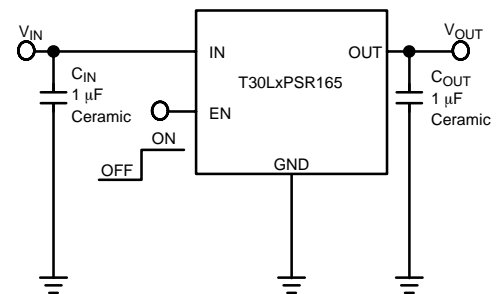 VIN
IN
OUT
VOUT
CIN
1 μF
Ceramic
T30LxPSR165
COUT
1 μF
Ceramic
EN
ON
OFF
GND